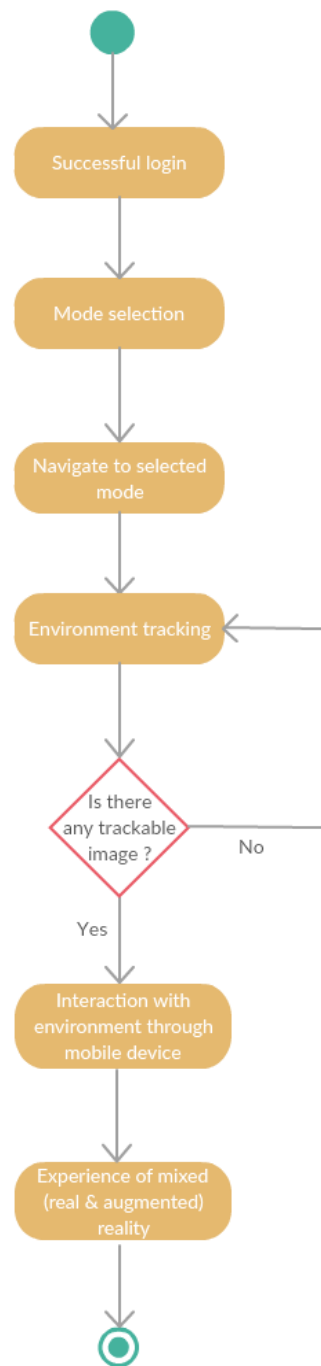 Successful login
Mode selection
Navigate to selected
mode
Environment tracking
Is there
any trackable
image ?
No
Yes
Interaction with
environment through
mobile device
Experience of mixed
(real & augmented)
reality